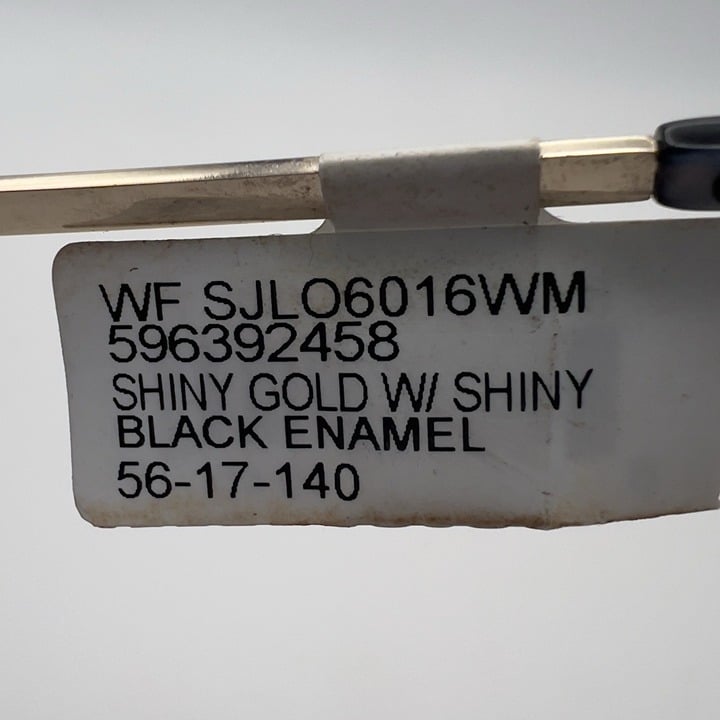 WF SJLO6016WM
596392458
SHINY GOLD W/ SHINY
BLACK ENAMEL
56-17-140